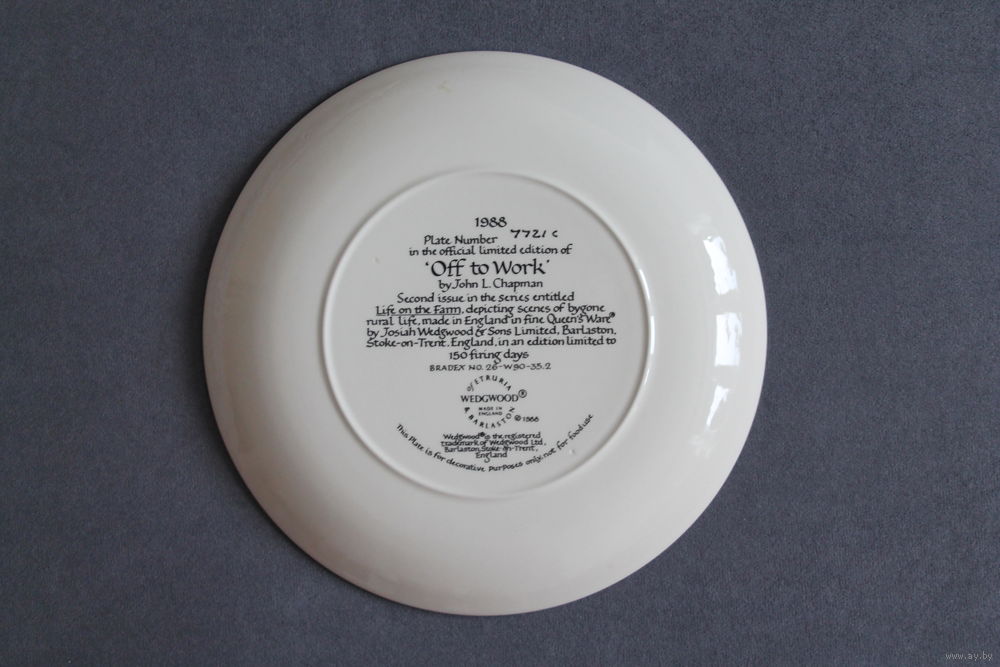 1988
Plate Number 7721 C
in the official limited edition of
'Off to Work'
by John L. Chapman
Second issue in the series entitled
Life on the Farm, depicting scenes of bygone
rural life, made in England in fine Queen's Ware®
by Josiah Wedgwood & Sons Limited, Barlaston,
Stoke-on-Trent, England, in an edition limited to
150 firing days
BRADEX NO. 26-W90-35.2
of ETRURIA
WEDGWOOD®
MADE IN
ENGLAND
& BARLASTON
© 1988
Wedgwood® is the registered
trademark of Wedgwood Ltd,
Barlaston, Stoke-on-Trent,
England
This Plate is for decorative purposes only, not for food use.
www.ay.by